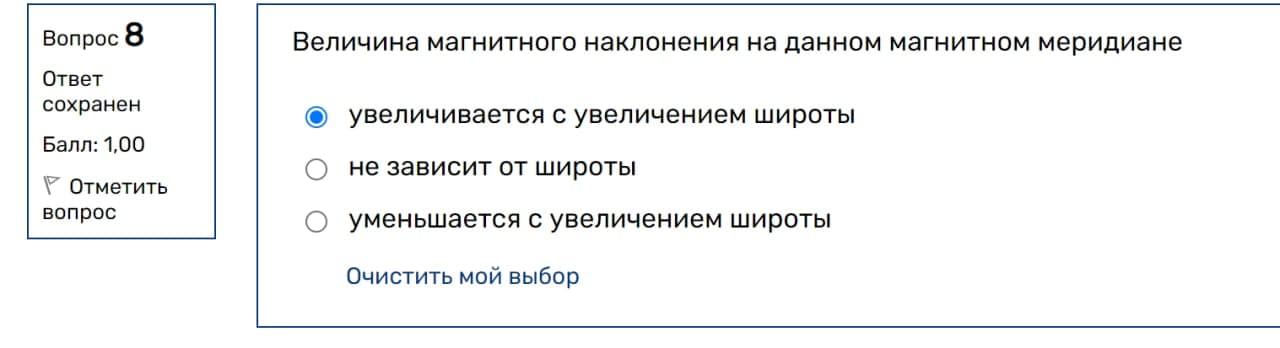 Вопрос 8
Ответ
сохранен
Балл: 1,00
Отметить
вопрос
Величина магнитного наклонения на данном магнитном меридиане
увеличивается с увеличением широты
не зависит от широты
уменьшается с увеличением широты
Очистить мой выбор